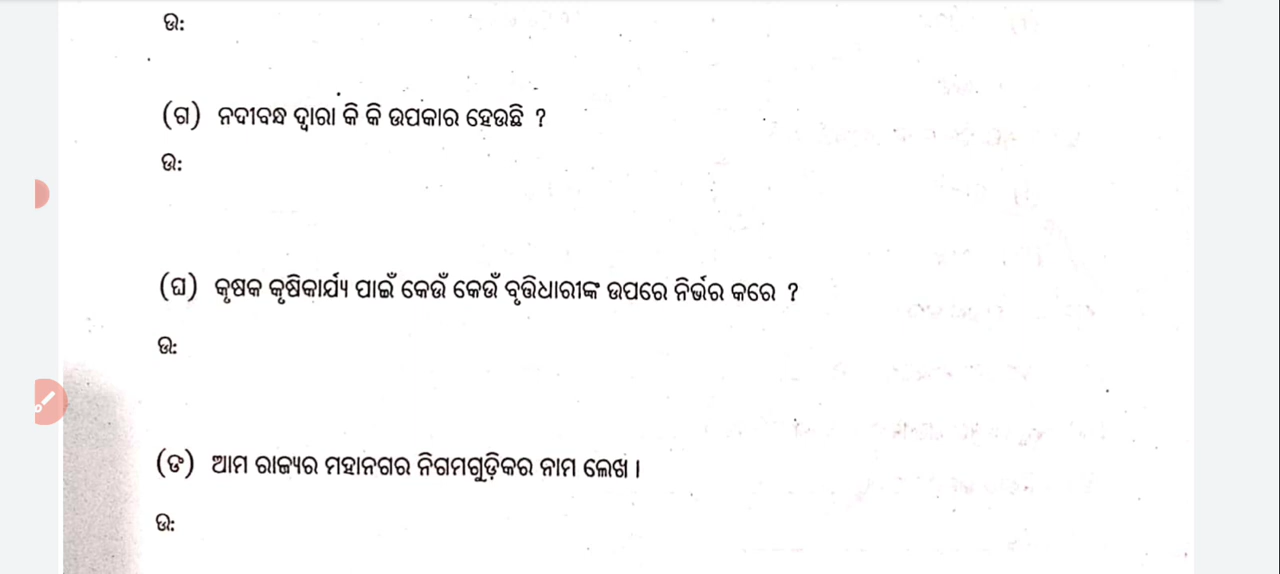 ଉ:
(ଗ) ନଦୀବନ୍ଧ ଦ୍ୱାରା କି କି ଉପକାର ହେଉଛି ?
ଉ:
(ଘ) କୃଷକ କୃଷିକାର୍ଯ୍ୟ ପାଇଁ କେଉଁ କେଉଁ ବୃତ୍ତିଧାରୀଙ୍କ ଉପରେ ନିର୍ଭର କରେ ?
ଉ:
(ଙ) ଆମ ରାଜ୍ୟର ମହାନଗର ନିଗମଗୁଡ଼ିକର ନାମ ଲେଖ ।
ଉ: